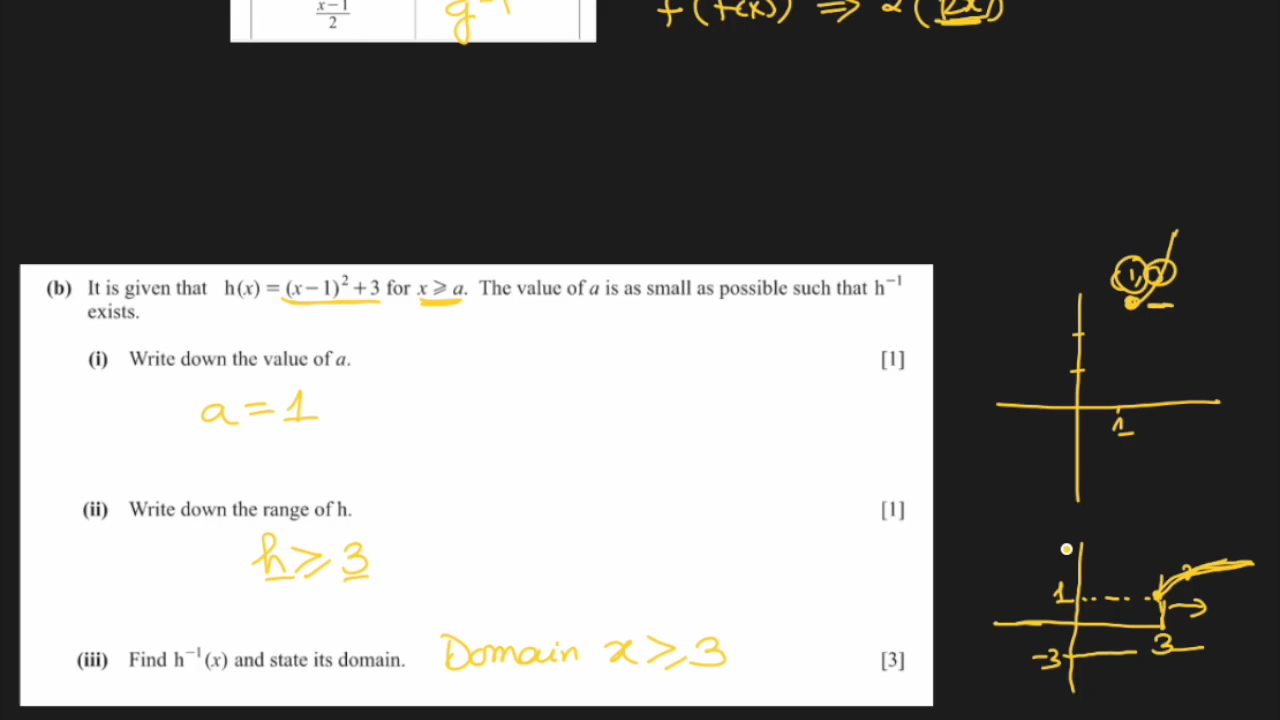 x−1
2
g⁻¹
f(f(x)) ⇒ 2(2x)
(b) It is given that h(x) = (x−1)² + 3 for x ⩾ a. The value of a is as small as possible such that h⁻¹
exists.
(i) Write down the value of a. [1]
a = 1
1
(ii) Write down the range of h. [1]
h ⩾ 3
1
(iii) Find h⁻¹(x) and state its domain. [3]
Domain x ⩾ 3
3
−3